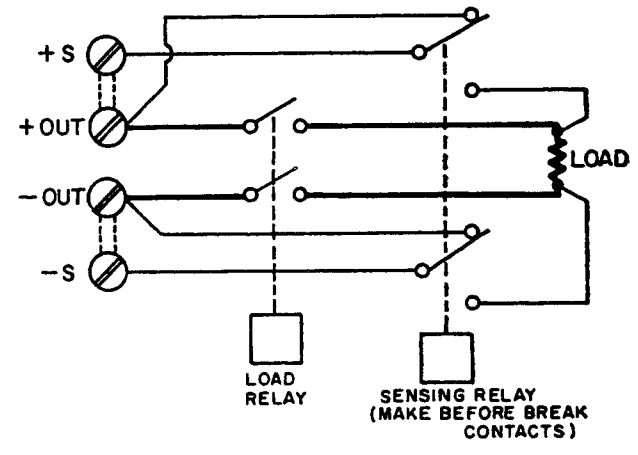 +S
+OUT
LOAD
−OUT
−S
LOAD
RELAY
SENSING RELAY
(MAKE BEFORE BREAK
CONTACTS)